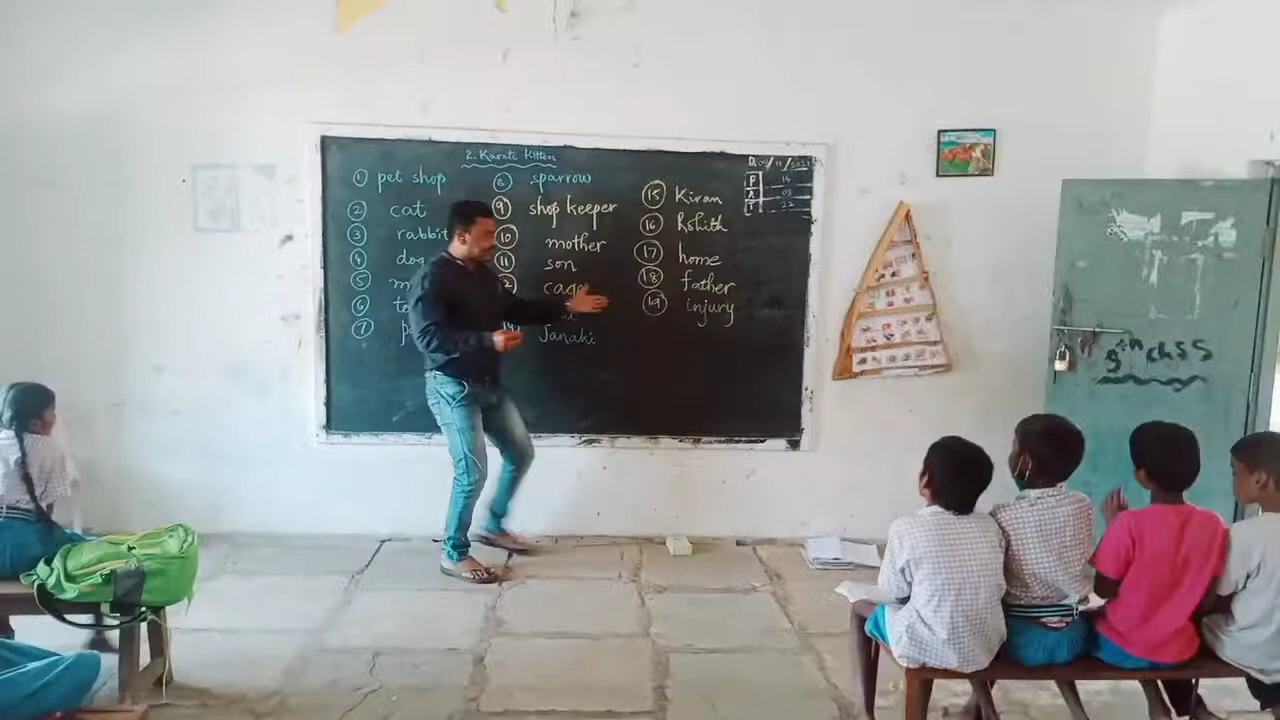 2. Karate Kitten
① pet shop
② cat
③ rabbit
④ dog
⑤ m
⑥
⑦ p
⑧ sparrow
⑨ shop keeper
⑩ mother
⑪ son
cage
⑭ Janaki
⑮ Kiran
⑯ Kshith
⑰ home
⑱ father
⑲ injury
P 14
A 08
T 22
9th class